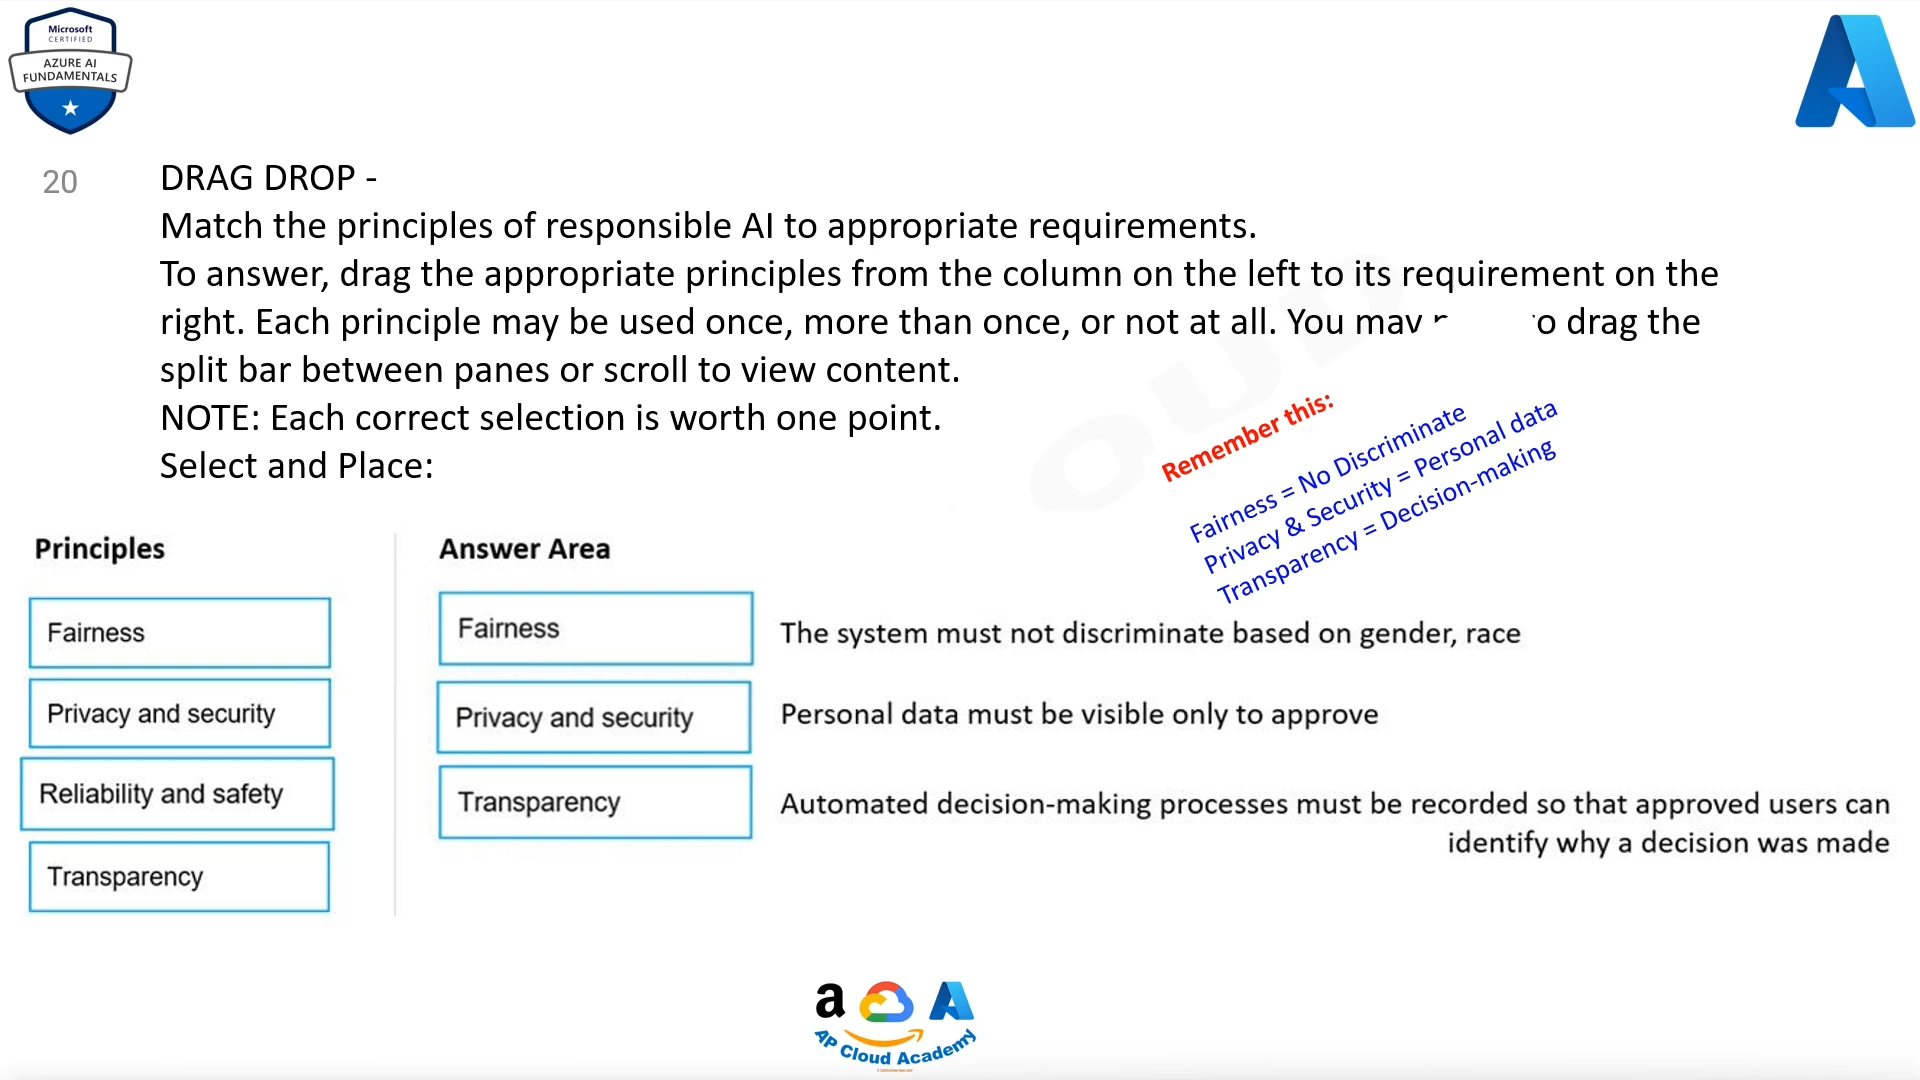 Microsoft
CERTIFIED
AZURE AI
FUNDAMENTALS
20
DRAG DROP -
Match the principles of responsible AI to appropriate requirements.
To answer, drag the appropriate principles from the column on the left to its requirement on the
right. Each principle may be used once, more than once, or not at all. You may drag the
split bar between panes or scroll to view content.
NOTE: Each correct selection is worth one point.
Select and Place:
Remember this:
Fairness = No Discriminate
Privacy & Security = Personal data
Transparency = Decision-making
Principles
Fairness
Privacy and security
Reliability and safety
Transparency
Answer Area
Fairness
The system must not discriminate based on gender, race
Privacy and security
Personal data must be visible only to approve
Transparency
Automated decision-making processes must be recorded so that approved users can
identify why a decision was made
a
AP Cloud Academy